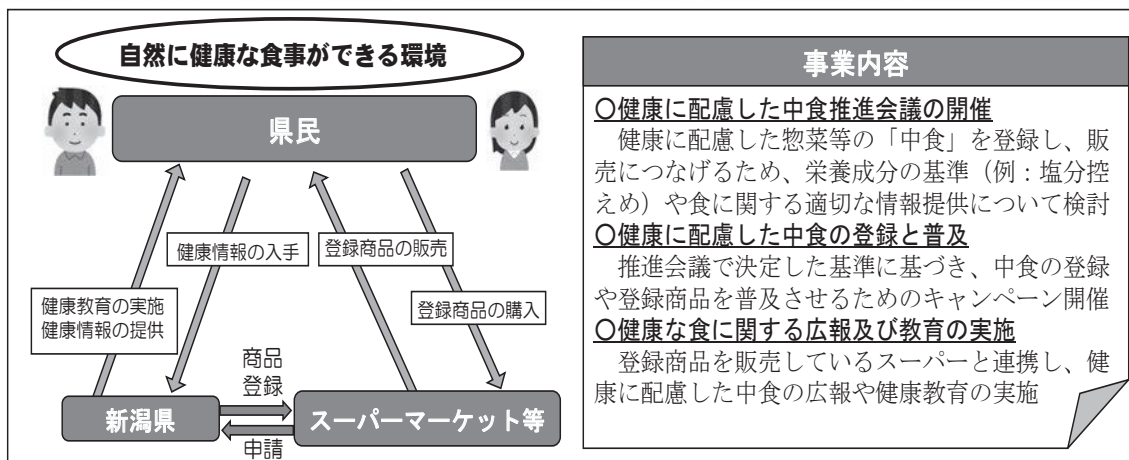 自然に健康な食事ができる環境
県民
健康情報の入手
登録商品の販売
健康教育の実施
健康情報の提供
登録商品の購入
商品
登録
新潟県
スーパーマーケット等
申請
事業内容
〇健康に配慮した中食推進会議の開催
健康に配慮した惣菜等の「中食」を登録し、販
売につなげるため、栄養成分の基準（例：塩分控
えめ）や食に関する適切な情報提供について検討
〇健康に配慮した中食の登録と普及
推進会議で決定した基準に基づき、中食の登録
や登録商品を普及させるためのキャンペーン開催
〇健康な食に関する広報及び教育の実施
登録商品を販売しているスーパーと連携し、健
康に配慮した中食の広報や健康教育の実施